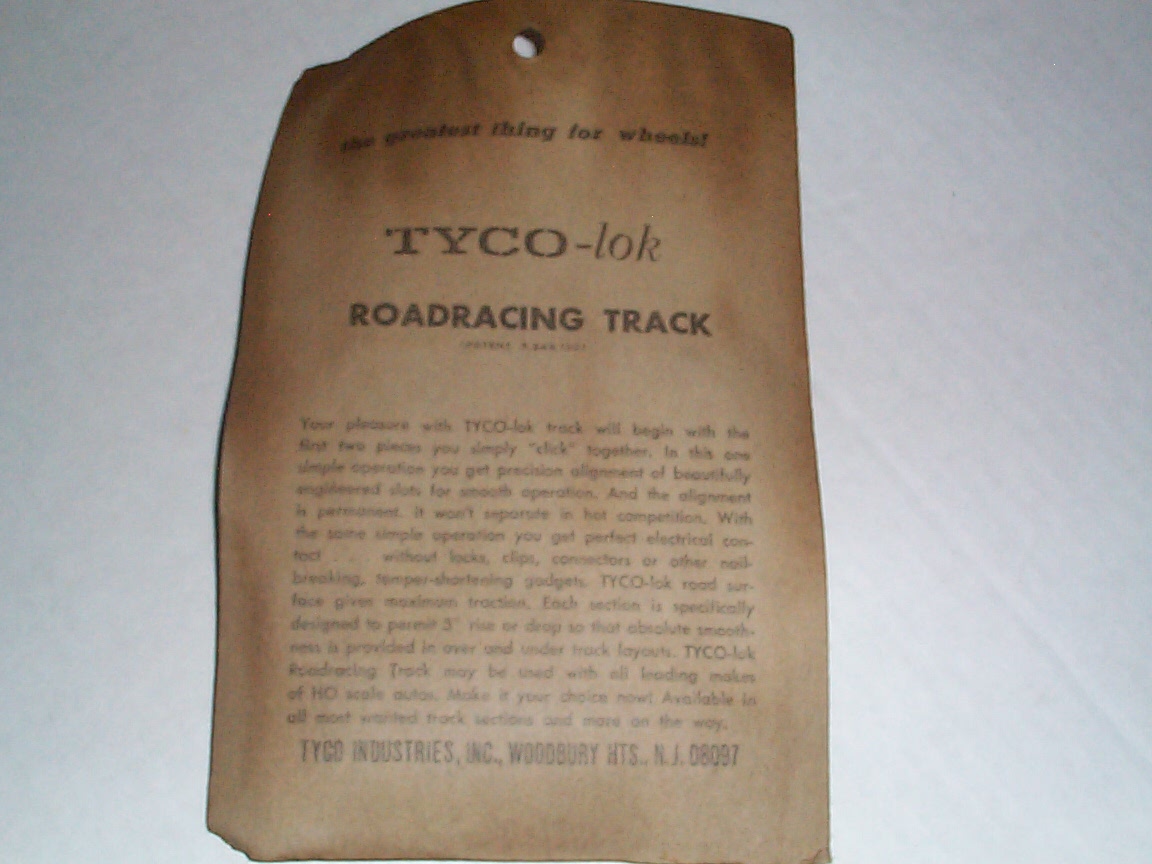 the greatest thing for wheels!
TYCO-lok
ROADRACING TRACK
(PATENT
Your pleasure with TYCO-lok track will begin with the
first two pieces you simply "click" together. In this one
simple operation you get precision alignment of beautifully
engineered slots for smooth operation. And the alignment
is permanent. It won't separate in hot competition. With
the same simple operation you get perfect electrical con-
tact . . . without locks, clips, connectors or other nail-
breaking, temper-shortening gadgets. TYCO-lok road sur-
face gives maximum traction. Each section is specifically
designed to permit rise or drop so that absolute smooth-
ness is provided in over and under track layouts. TYCO-lok
Roadracing Track may be used with all leading makes
of HO scale autos. Make it your choice now! Available in
all most wanted track sections and more on the way.
TYCO INDUSTRIES, INC., WOODBURY HTS., N.J. 08097